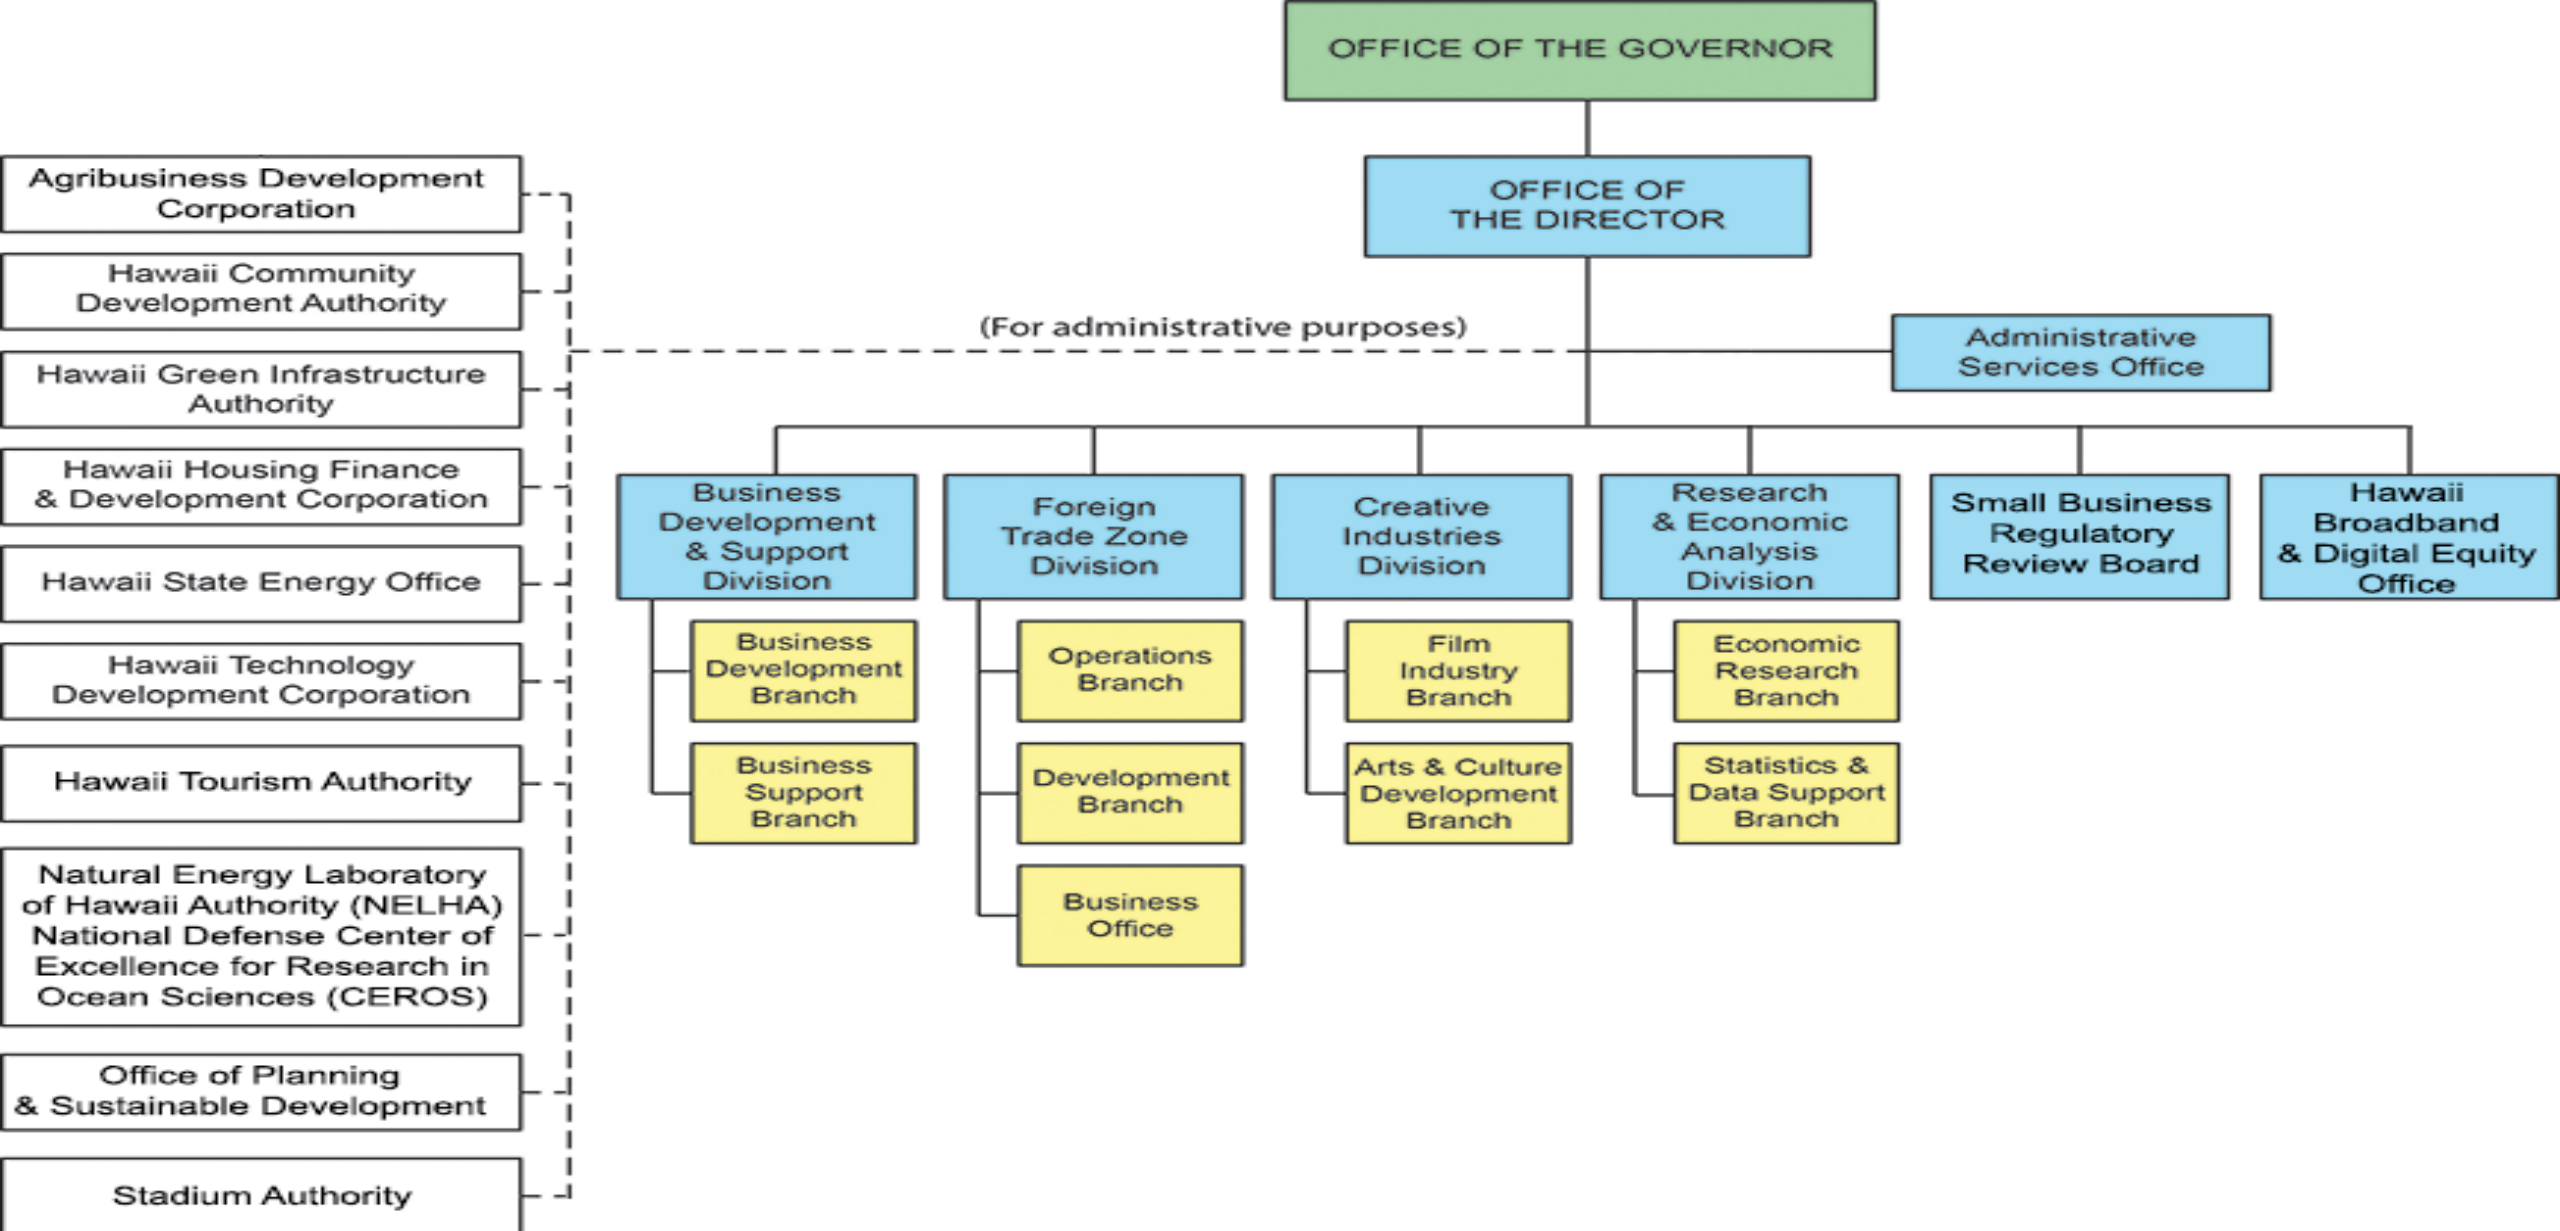 OFFICE OF THE GOVERNOR
OFFICE OF
THE DIRECTOR
(For administrative purposes)
Administrative
Services Office
Agribusiness Development
Corporation
Hawaii Community
Development Authority
Hawaii Green Infrastructure
Authority
Hawaii Housing Finance
& Development Corporation
Hawaii State Energy Office
Hawaii Technology
Development Corporation
Hawaii Tourism Authority
Natural Energy Laboratory
of Hawaii Authority (NELHA)
National Defense Center of
Excellence for Research in
Ocean Sciences (CEROS)
Office of Planning
& Sustainable Development
Stadium Authority
Business
Development
& Support
Division
Business
Development
Branch
Business
Support
Branch
Foreign
Trade Zone
Division
Operations
Branch
Development
Branch
Business
Office
Creative
Industries
Division
Film
Industry
Branch
Arts & Culture
Development
Branch
Research
& Economic
Analysis
Division
Economic
Research
Branch
Statistics &
Data Support
Branch
Small Business
Regulatory
Review Board
Hawaii
Broadband
& Digital Equity
Office